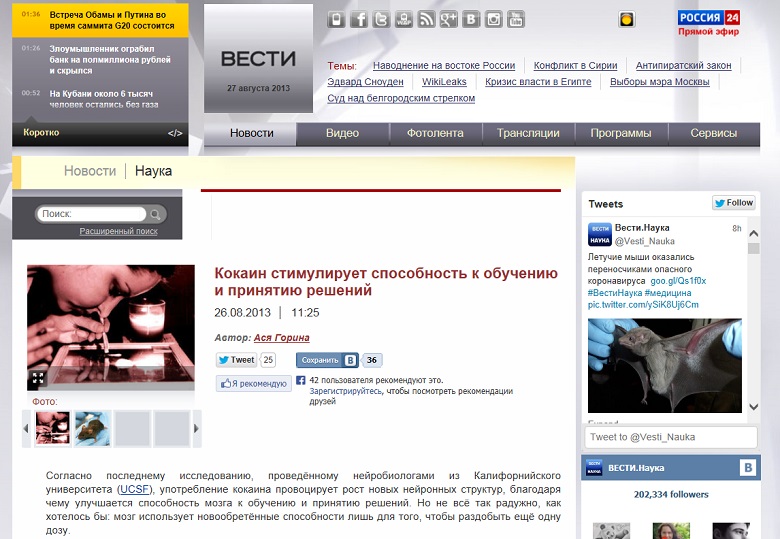 01:36 Встреча Обамы и Путина во
время саммита G20 состоится
01:26 Злоумышленник ограбил
банк на полмиллиона рублей
и скрылся
00:52 На Кубани около 6 тысяч
человек остались без газа
Коротко </>
ВЕСТИ
27 августа 2013
РОССИЯ 24
Прямой эфир
Темы: Наводнение на востоке России Конфликт в Сирии Антипиратский закон
Эдвард Сноуден WikiLeaks Кризис власти в Египте Выборы мэра Москвы
Суд над белгородским стрелком
Новости Видео Фотолента Трансляции Программы Сервисы
Новости | Наука
Поиск:
Расширенный поиск
Кокаин стимулирует способность к обучению
и принятию решений
26.08.2013 | 11:25
Автор: Ася Горина
Tweet 25 Сохранить В 36
Я рекомендую 42 пользователя рекомендуют это.
Зарегистрируйтесь, чтобы посмотреть рекомендации
друзей
Фото:
Согласно последнему исследованию, проведённому нейробиологами из Калифорнийского
университета (UCSF), употребление кокаина провоцирует рост новых нейронных структур, благодаря
чему улучшается способность мозга к обучению и принятию решений. Но не всё так радужно, как
хотелось бы: мозг использует новообретённые способности лишь для того, чтобы раздобыть ещё одну
дозу.
Tweets Follow
ВЕСТИ
НАУКА
Вести.Наука 8h
@Vesti_Nauka
Летучие мыши оказались
переносчиками опасного
коронавируса goo.gl/Qs1f0x
#ВестиНаука #медицина
pic.twitter.com/ySiK8Uj6Cm
Expand
Tweet to @Vesti_Nauka
ВЕСТИ.Наука В
202,334 followers